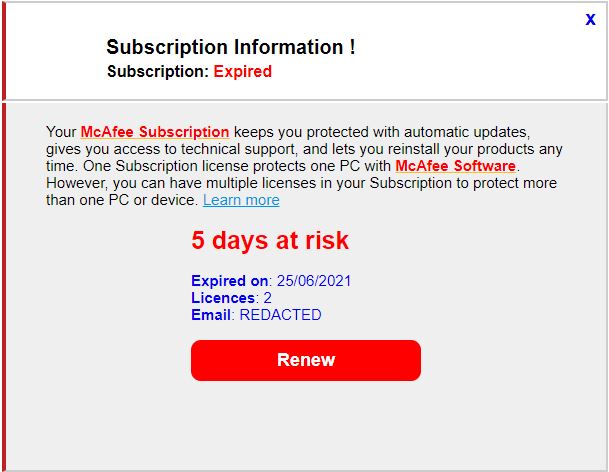 x
Subscription Information !
Subscription: Expired
Your McAfee Subscription keeps you protected with automatic updates,
gives you access to technical support, and lets you reinstall your products any
time. One Subscription license protects one PC with McAfee Software.
However, you can have multiple licenses in your Subscription to protect more
than one PC or device. Learn more
5 days at risk
Expired on: 25/06/2021
Licences: 2
Email: REDACTED
Renew